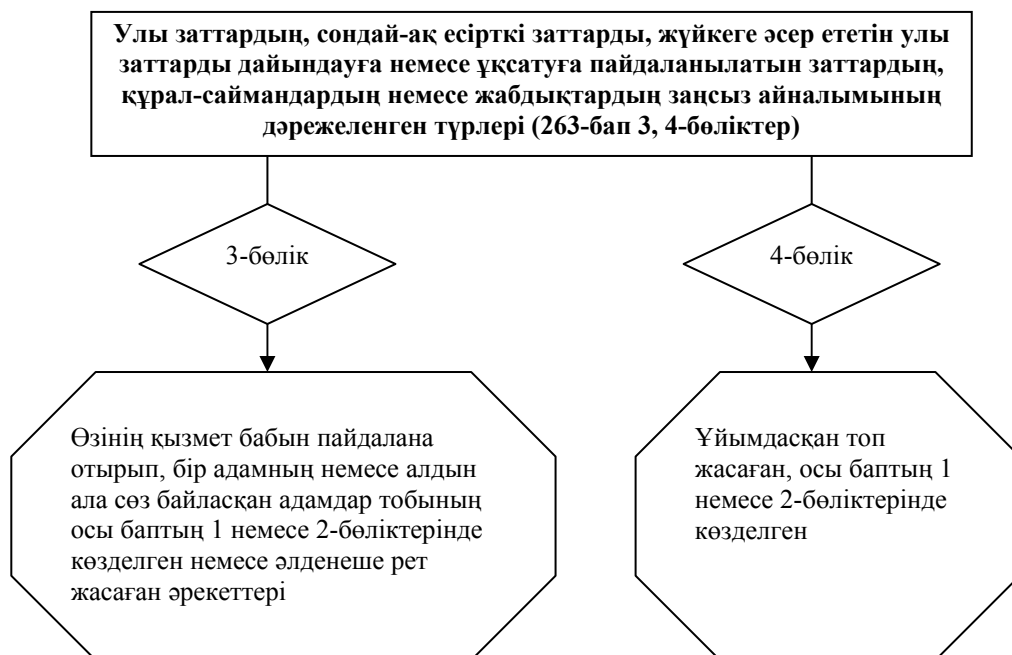 Улы заттардың, сондай-ақ есірткі заттарды, жүйкеге әсер ететін улы
заттарды дайындауға немесе ұқсатуға пайдаланылатын заттардың,
құрал-саймандардың немесе жабдықтардың заңсыз айналымының
дәрежеленген түрлері (263-бап 3, 4-бөліктер)
3-бөлік
4-бөлік
Өзінің қызмет бабын пайдалана
отырып, бір адамның немесе алдын
ала сөз байласқан адамдар тобының
осы баптың 1 немесе 2-бөліктерінде
көзделген немесе әлденеше рет
жасаған әрекеттері
Ұйымдасқан топ
жасаған, осы баптың 1
немесе 2-бөліктерінде
көзделген